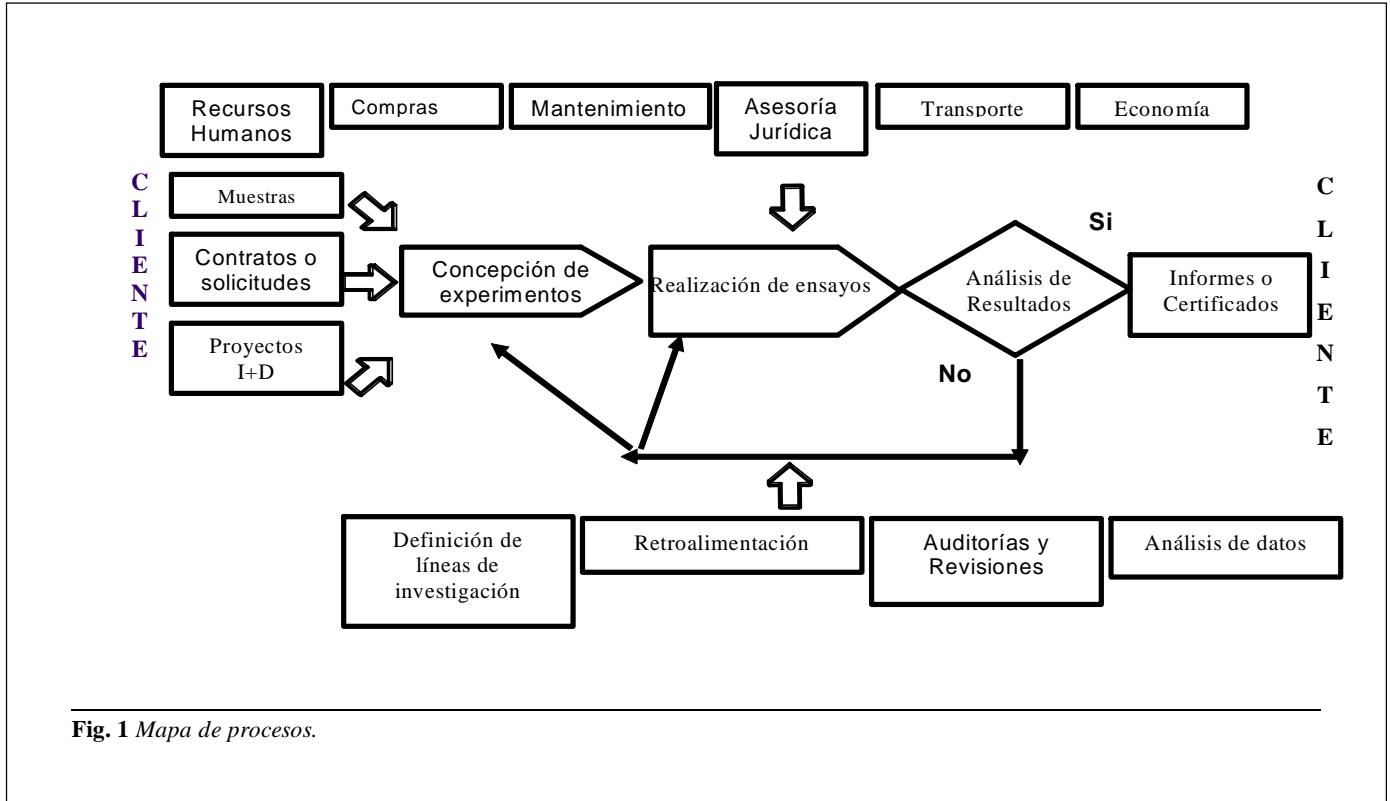 Recursos
Humanos
Compras
Mantenimiento
Asesoría
Jurídica
Transporte
Economía
CLIENTE
Muestras
Contratos o
solicitudes
Proyectos
I+D
Concepción de
experimentos
Realización de ensayos
Análisis de
Resultados
Si
No
Informes o
Certificados
CLIENTE
Definición de
líneas de
investigación
Retroalimentación
Auditorías y
Revisiones
Análisis de datos
Fig. 1 Mapa de procesos.